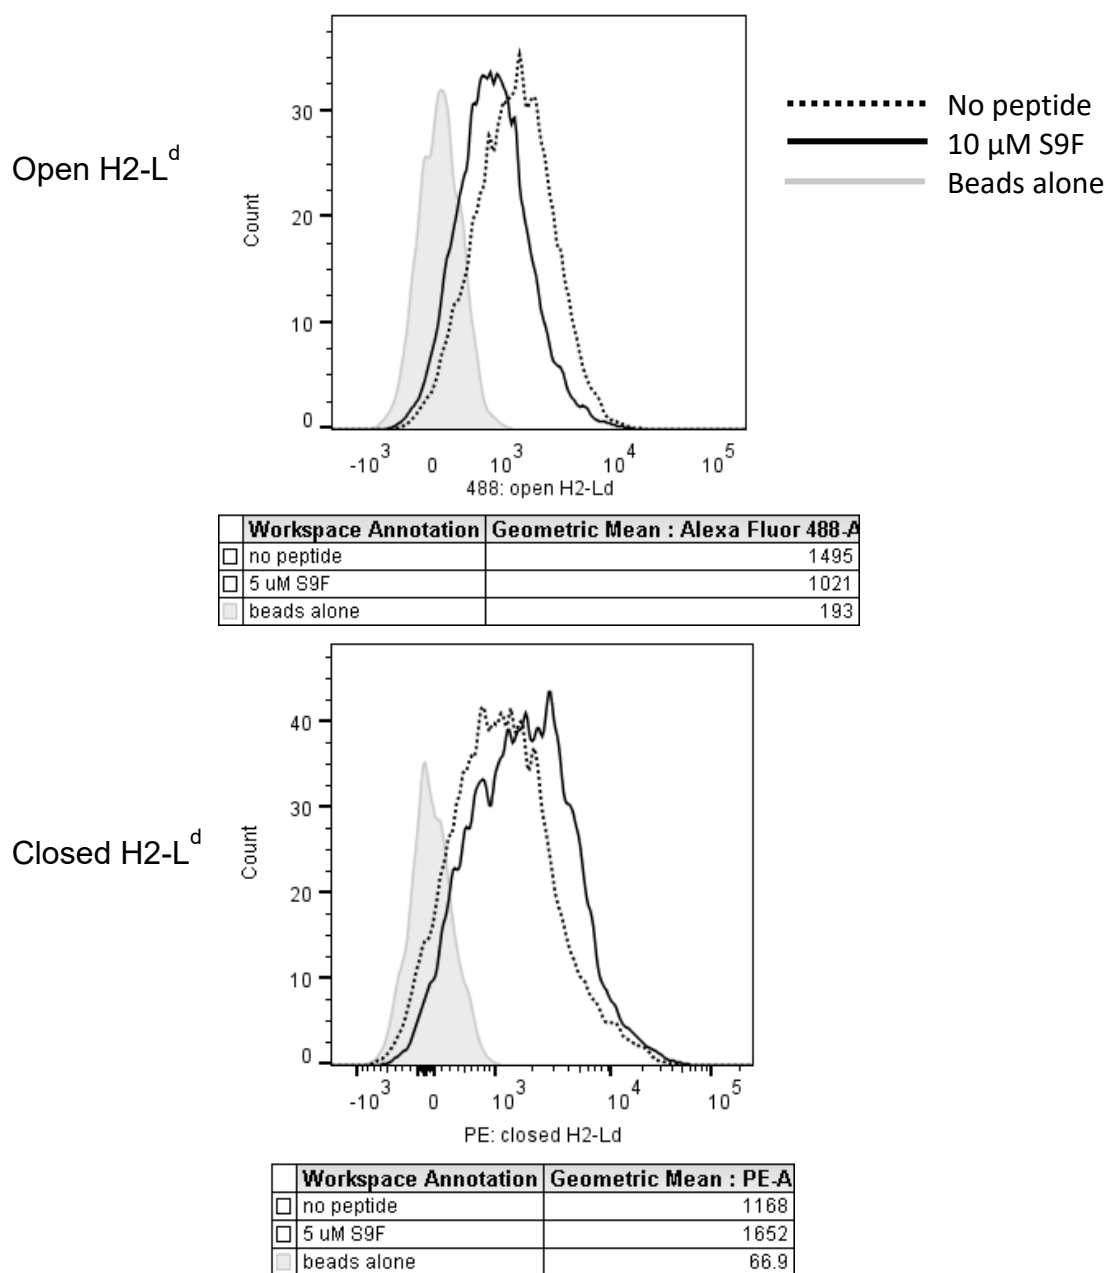 Open H2-L^d
Count
30
20
10
0
-10^3 0 10^3 10^4 10^5
488: open H2-Ld
No peptide
10 µM S9F
Beads alone
Workspace Annotation Geometric Mean : Alexa Fluor 488-A
no peptide 1495
5 uM S9F 1021
beads alone 193
Closed H2-L^d
Count
40
30
20
10
0
-10^3 0 10^3 10^4 10^5
PE: closed H2-Ld
Workspace Annotation Geometric Mean : PE-A
no peptide 1168
5 uM S9F 1652
beads alone 66.9